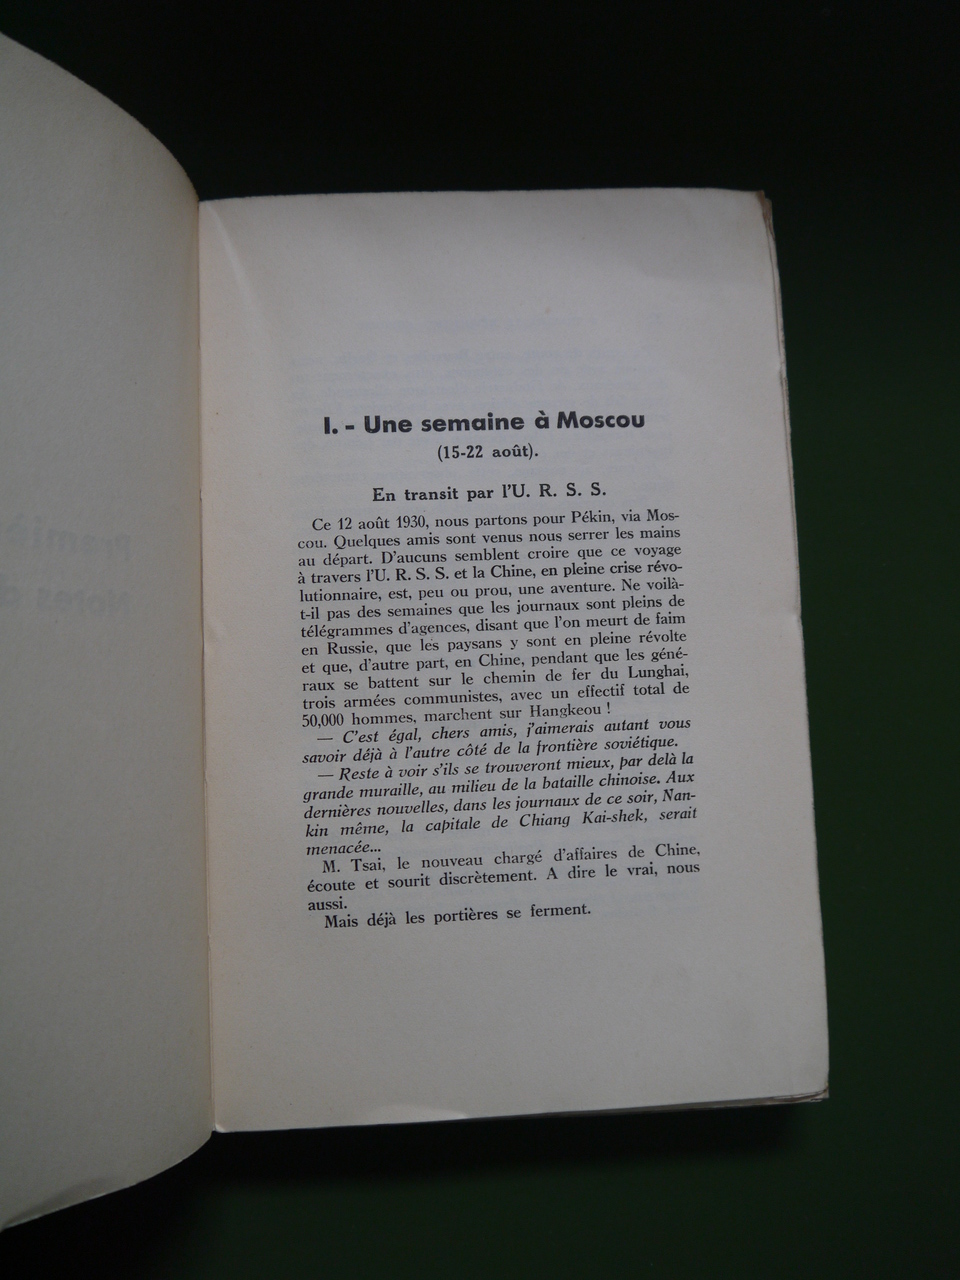 I. - Une semaine à Moscou
(15-22 août).
En transit par l'U. R. S. S.
Ce 12 août 1930, nous partons pour Pékin, via Mos-
cou. Quelques amis sont venus nous serrer les mains
au départ. D'aucuns semblent croire que ce voyage
à travers l'U. R. S. S. et la Chine, en pleine crise révo-
lutionnaire, est, peu ou prou, une aventure. Ne voilà-
t-il pas des semaines que les journaux sont pleins de
télégrammes d'agences, disant que l'on meurt de faim
en Russie, que les paysans y sont en pleine révolte
et que, d'autre part, en Chine, pendant que les géné-
raux se battent sur le chemin de fer du Lunghai,
trois armées communistes, avec un effectif total de
50,000 hommes, marchent sur Hangkeou !
— C'est égal, chers amis, j'aimerais autant vous
savoir déjà à l'autre côté de la frontière soviétique.
— Reste à voir s'ils se trouveront mieux, par delà la
grande muraille, au milieu de la bataille chinoise. Aux
dernières nouvelles, dans les journaux de ce soir, Nan-
kin même, la capitale de Chiang Kai-shek, serait
menacée...
M. Tsai, le nouveau chargé d'affaires de Chine,
écoute et sourit discrètement. A dire le vrai, nous
aussi.
Mais déjà les portières se ferment.